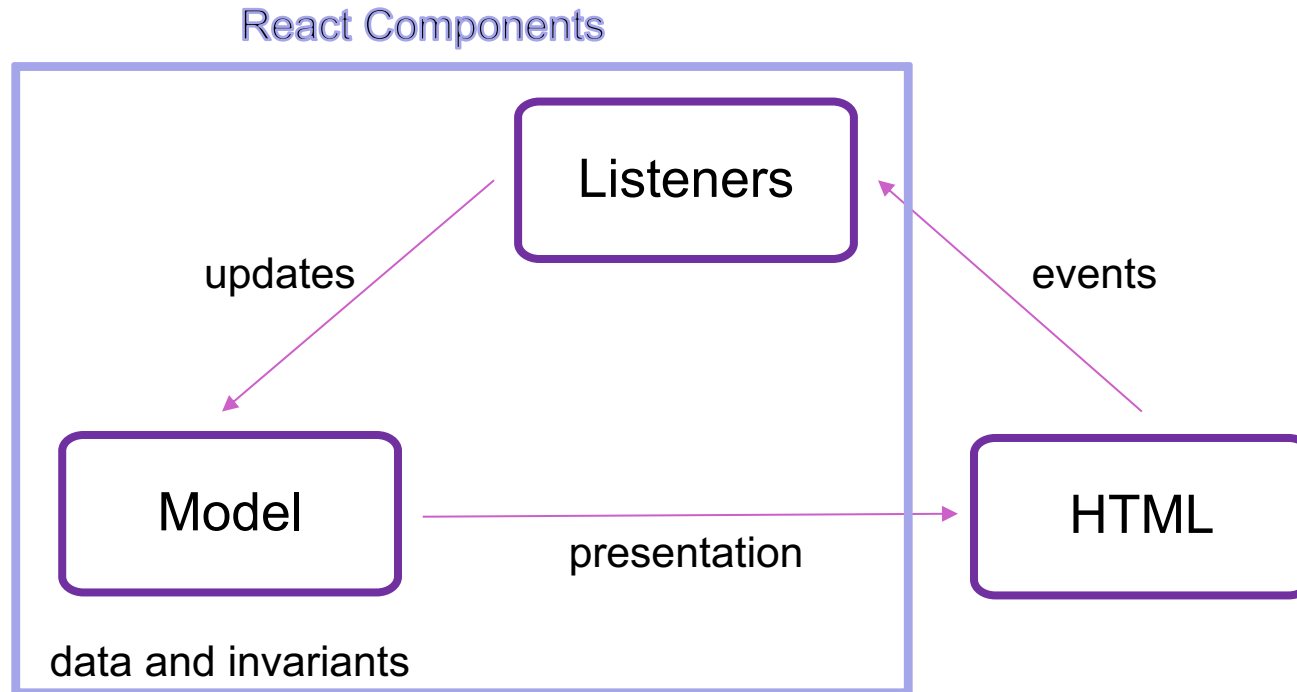 React Components
Listeners
updates
events
Model
HTML
presentation
data and invariants